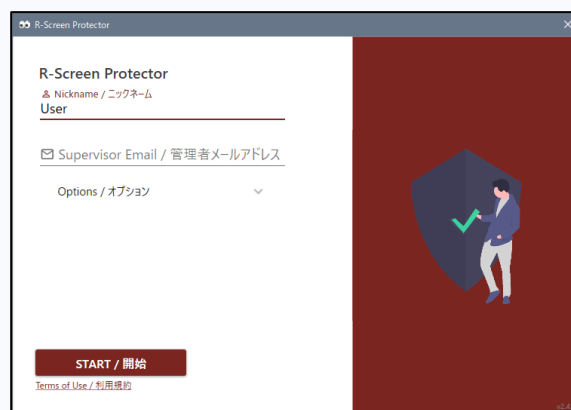 R-Screen Protector
R-Screen Protector
Nickname / ニックネーム
User
Supervisor Email / 管理者メールアドレス
Options / オプション
START / 開始
Terms of Use / 利用規約